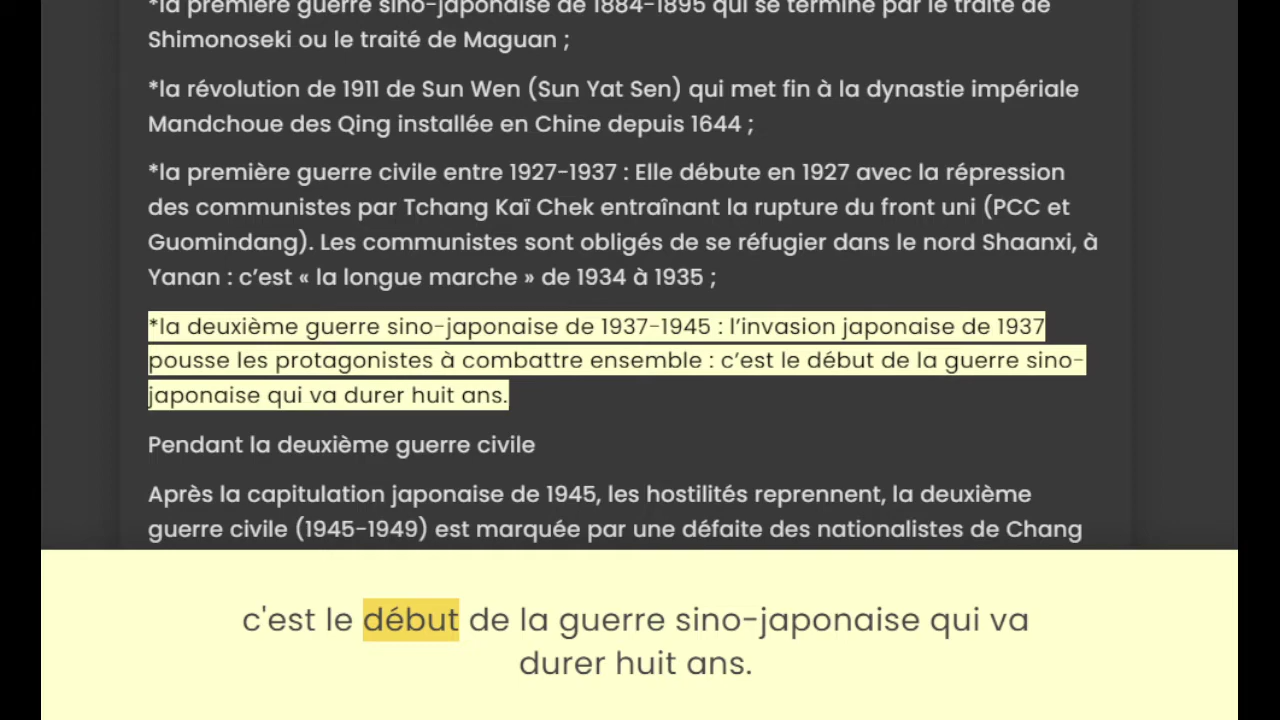 *la première guerre sino-japonaise de 1884-1895 qui se termine par le traité de
Shimonoseki ou le traité de Maguan ;
*la révolution de 1911 de Sun Wen (Sun Yat Sen) qui met fin à la dynastie impériale
Mandchoue des Qing installée en Chine depuis 1644 ;
*la première guerre civile entre 1927-1937 : Elle débute en 1927 avec la répression
des communistes par Tchang Kaï Chek entraînant la rupture du front uni (PCC et
Guomindang). Les communistes sont obligés de se réfugier dans le nord Shaanxi, à
Yanan : c’est « la longue marche » de 1934 à 1935 ;
*la deuxième guerre sino-japonaise de 1937-1945 : l’invasion japonaise de 1937
pousse les protagonistes à combattre ensemble : c’est le début de la guerre sino-
japonaise qui va durer huit ans.
Pendant la deuxième guerre civile
Après la capitulation japonaise de 1945, les hostilités reprennent, la deuxième
guerre civile (1945-1949) est marquée par une défaite des nationalistes de Chang
c'est le début de la guerre sino-japonaise qui va
durer huit ans.